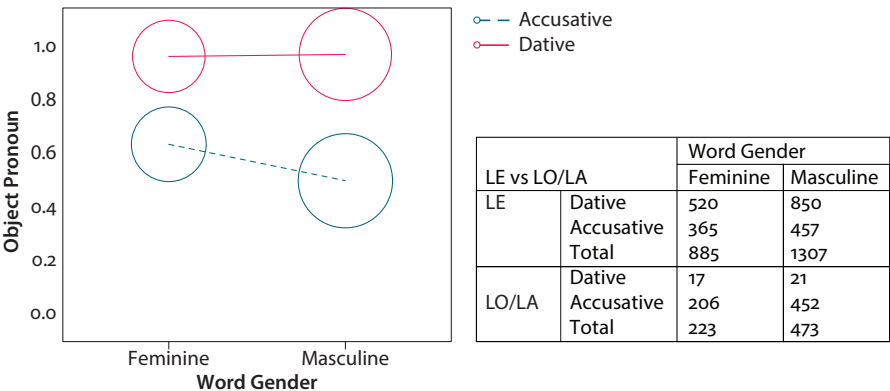 Accusative
Dative
Object Pronoun
1.0
0.8
0.6
0.4
0.2
0.0
Feminine Masculine
Word Gender
LE vs LO/LA Word Gender
Feminine Masculine
LE Dative 520 850
Accusative 365 457
Total 885 1307
LO/LA Dative 17 21
Accusative 206 452
Total 223 473